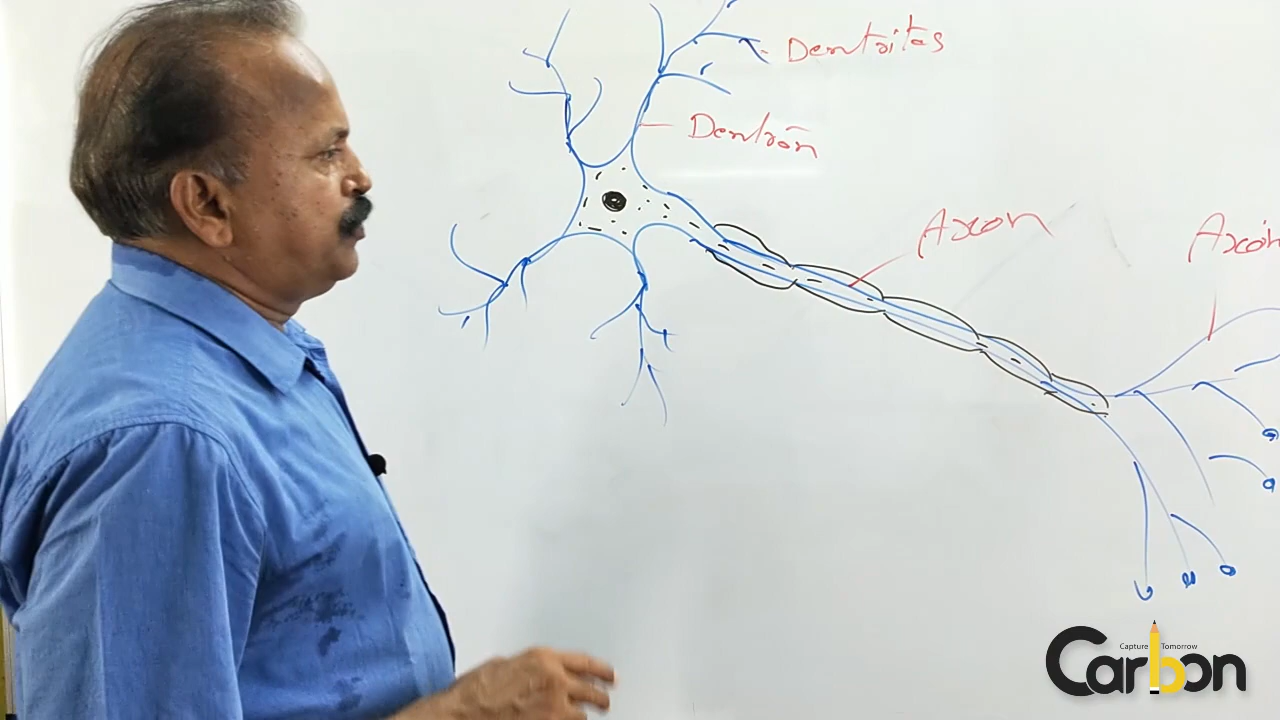 Dentrites
Dentron
Axon
Axon
Capture Tomorrow
Carbon